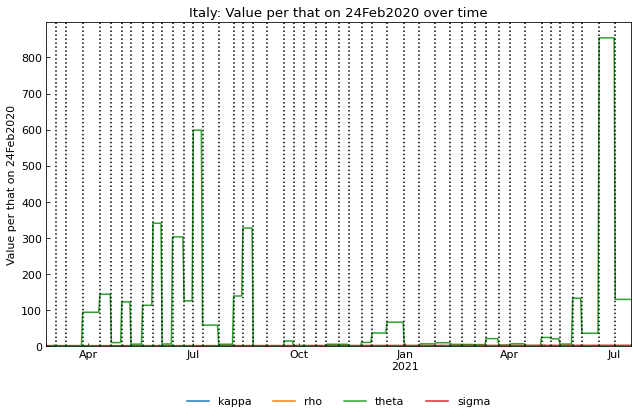 Italy: Value per that on 24Feb2020 over time
Value per that on 24Feb2020
800
700
600
500
400
300
200
100
0
Apr Jul Oct Jan Apr Jul
2021
kappa rho theta sigma